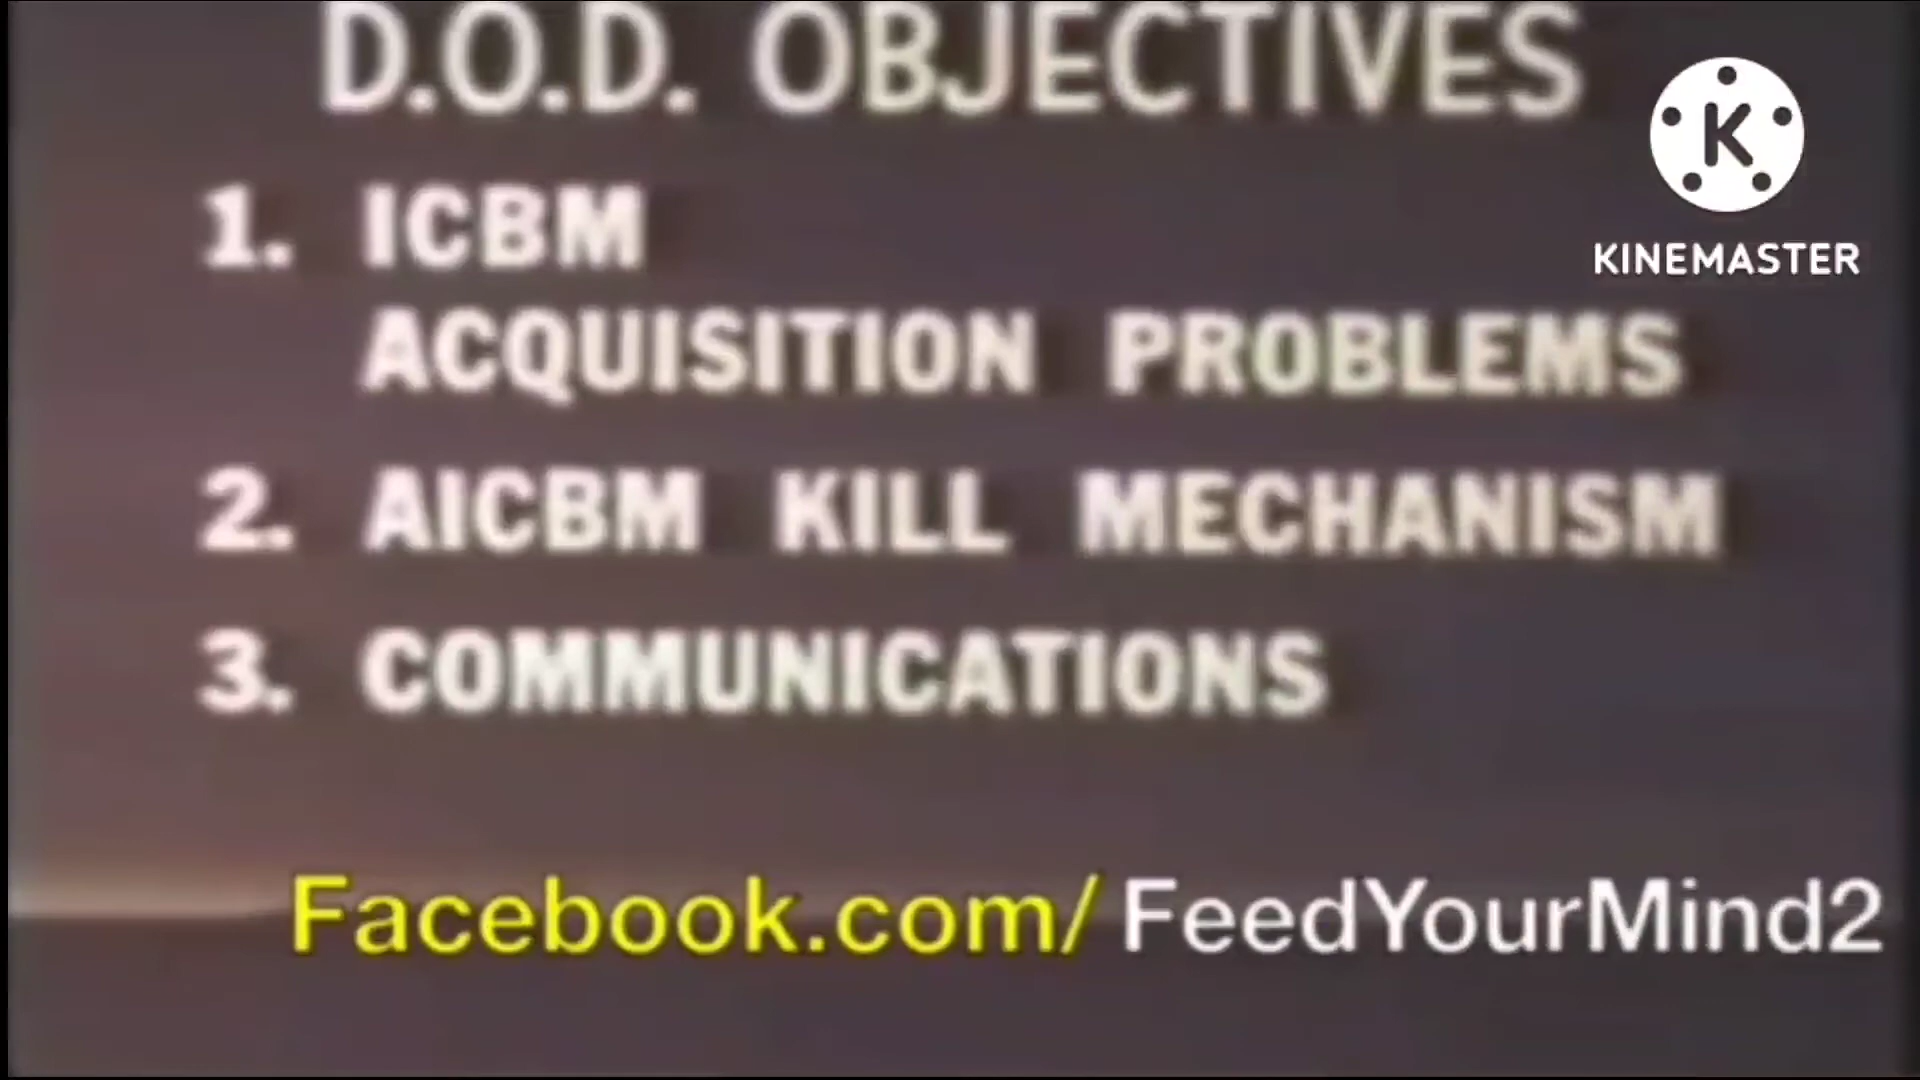 D.O.D. OBJECTIVES
K
KINEMASTER
1. ICBM
ACQUISITION PROBLEMS
2. AICBM KILL MECHANISM
3. COMMUNICATIONS
Facebook.com/ FeedYourMind2